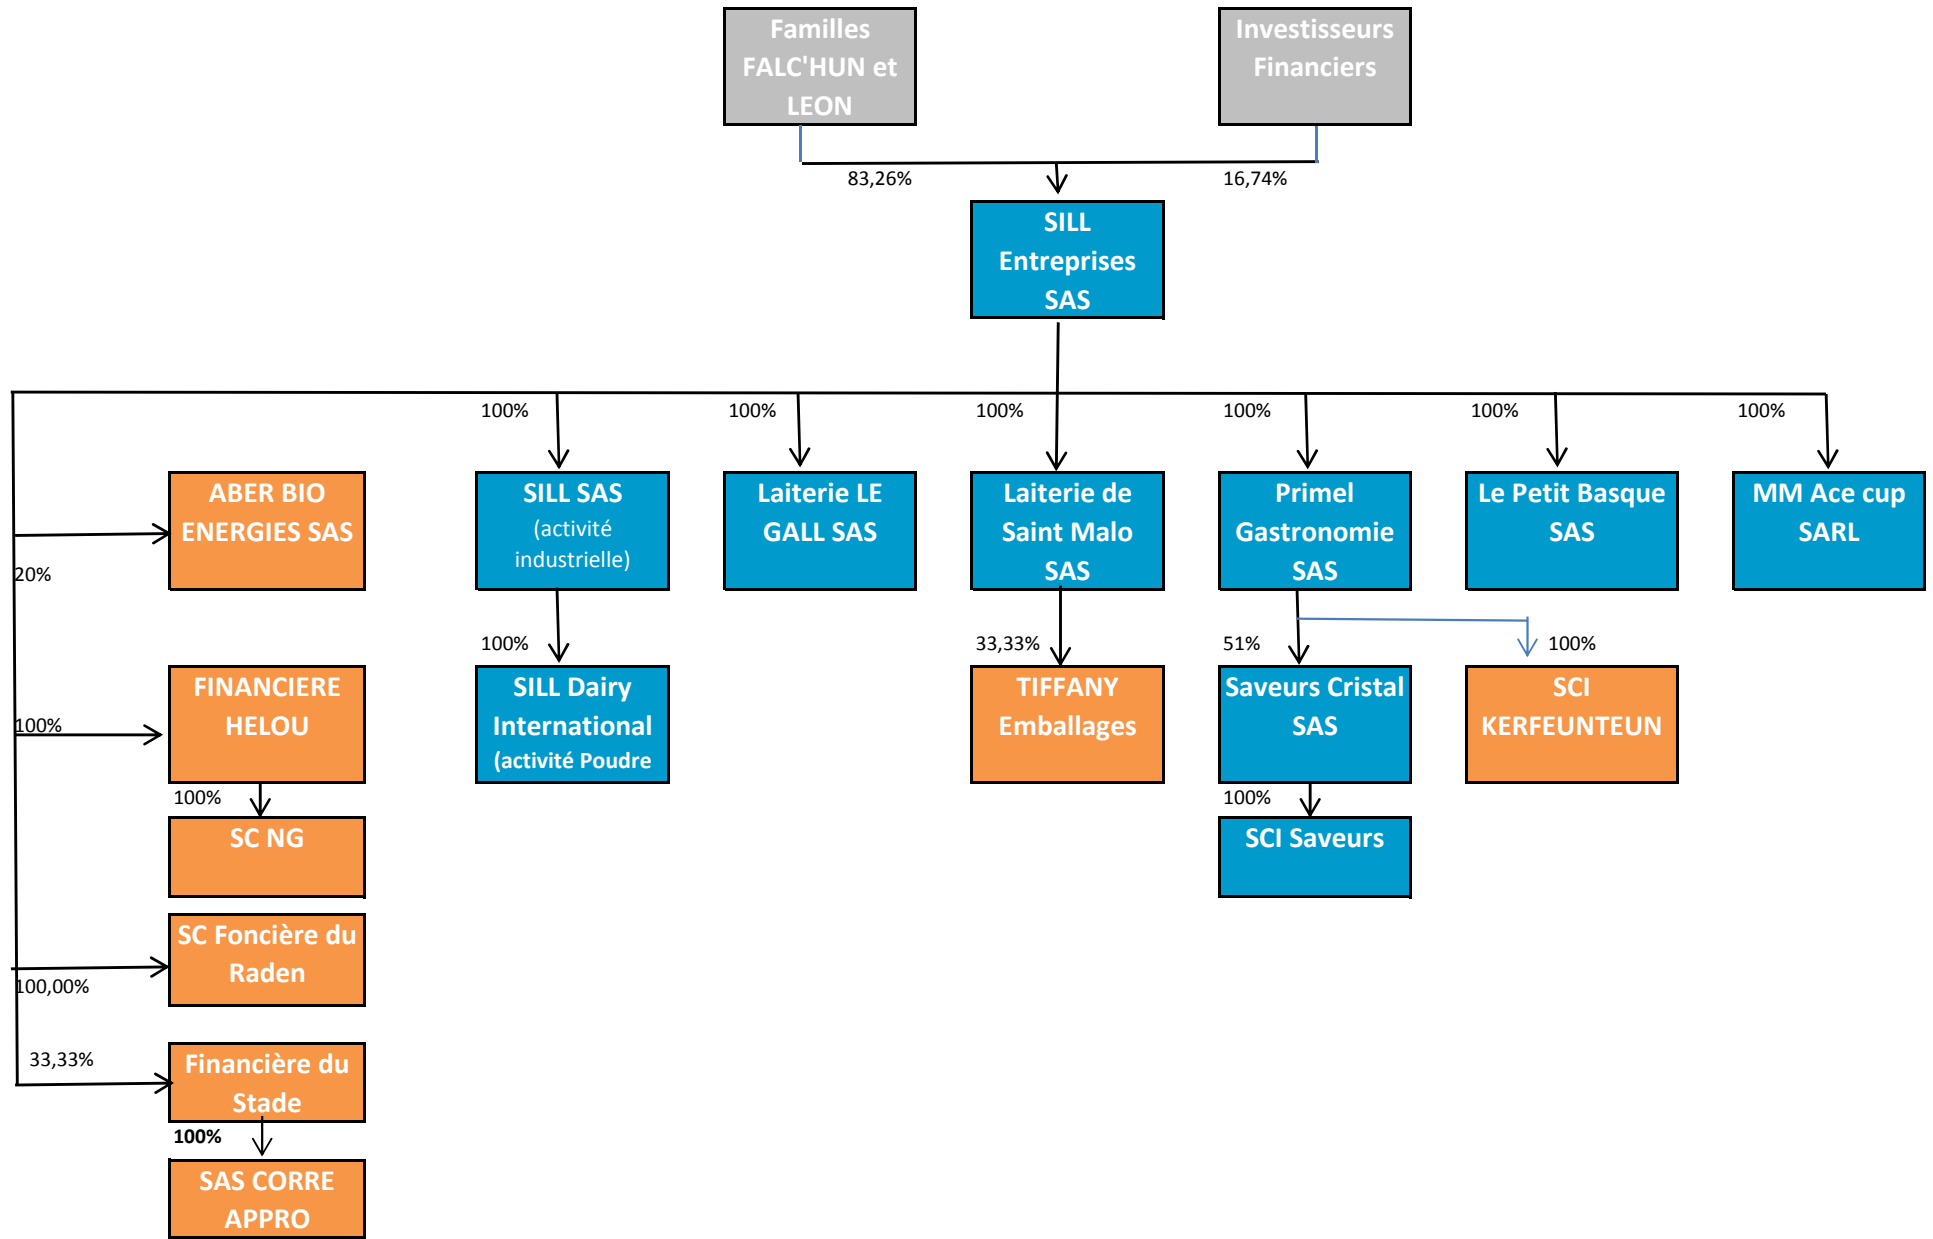 Familles
FALC'HUN et
LEON
Investisseurs
Financiers
83,26%
16,74%
SILL
Entreprises
SAS
100%
100%
100%
100%
100%
100%
ABER BIO
ENERGIES SAS
SILL SAS
(activité
industrielle)
Laiterie LE
GALL SAS
Laiterie de
Saint Malo
SAS
Primel
Gastronomie
SAS
Le Petit Basque
SAS
MM Ace cup
SARL
20%
100%
33,33%
51%
100%
FINANCIERE
HELOU
SILL Dairy
International
(activité Poudre
TIFFANY
Emballages
Saveurs Cristal
SAS
SCI
KERFEUNTEUN
100%
100%
100%
SC NG
SCI Saveurs
SC Foncière du
Raden
100,00%
33,33%
Financière du
Stade
100%
SAS CORRE
APPRO